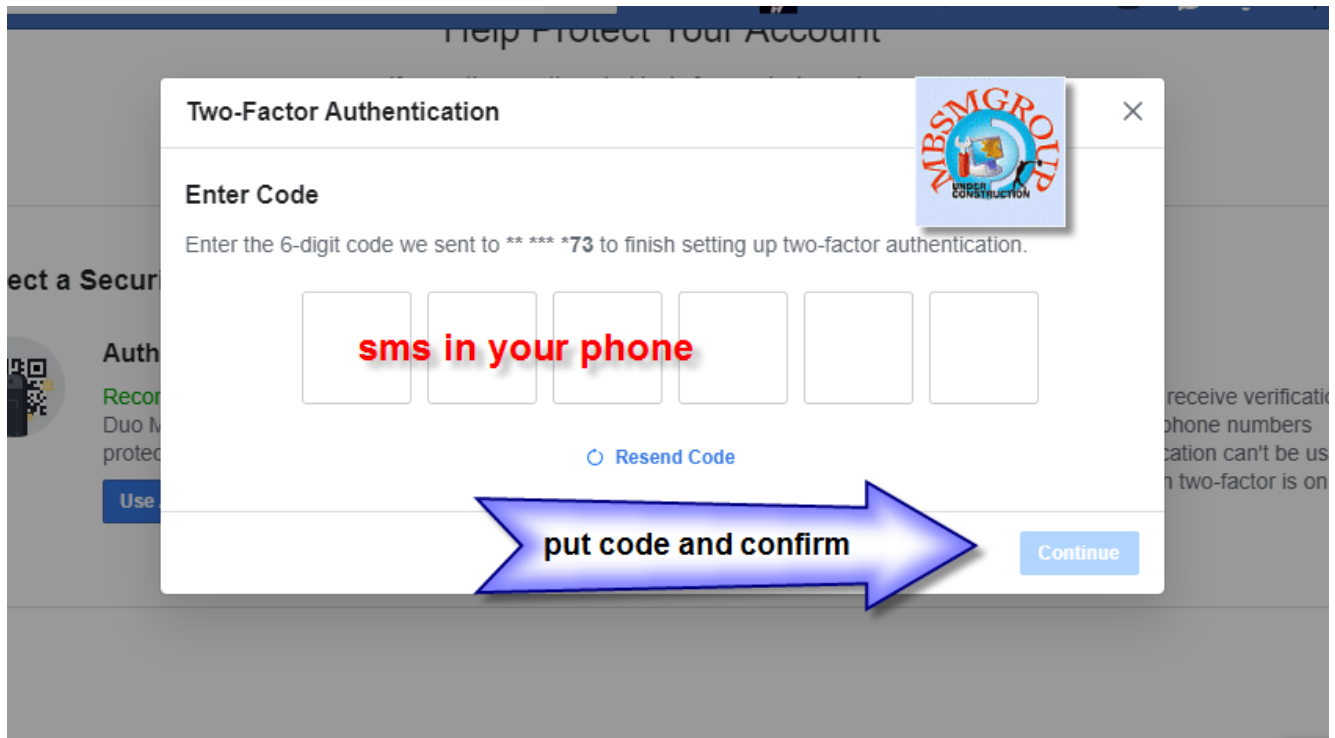 Help Protect Your Account
Two-Factor Authentication
MBSMGROUP
UNDER
CONSTRUCTION
Enter Code
Enter the 6-digit code we sent to ** *** *73 to finish setting up two-factor authentication.
ect a Securi
sms in your phone
Auth
Recor
Duo M
protec
Use
receive verificatio
phone numbers
cation can't be us
n two-factor is on
Resend Code
put code and confirm
Continue